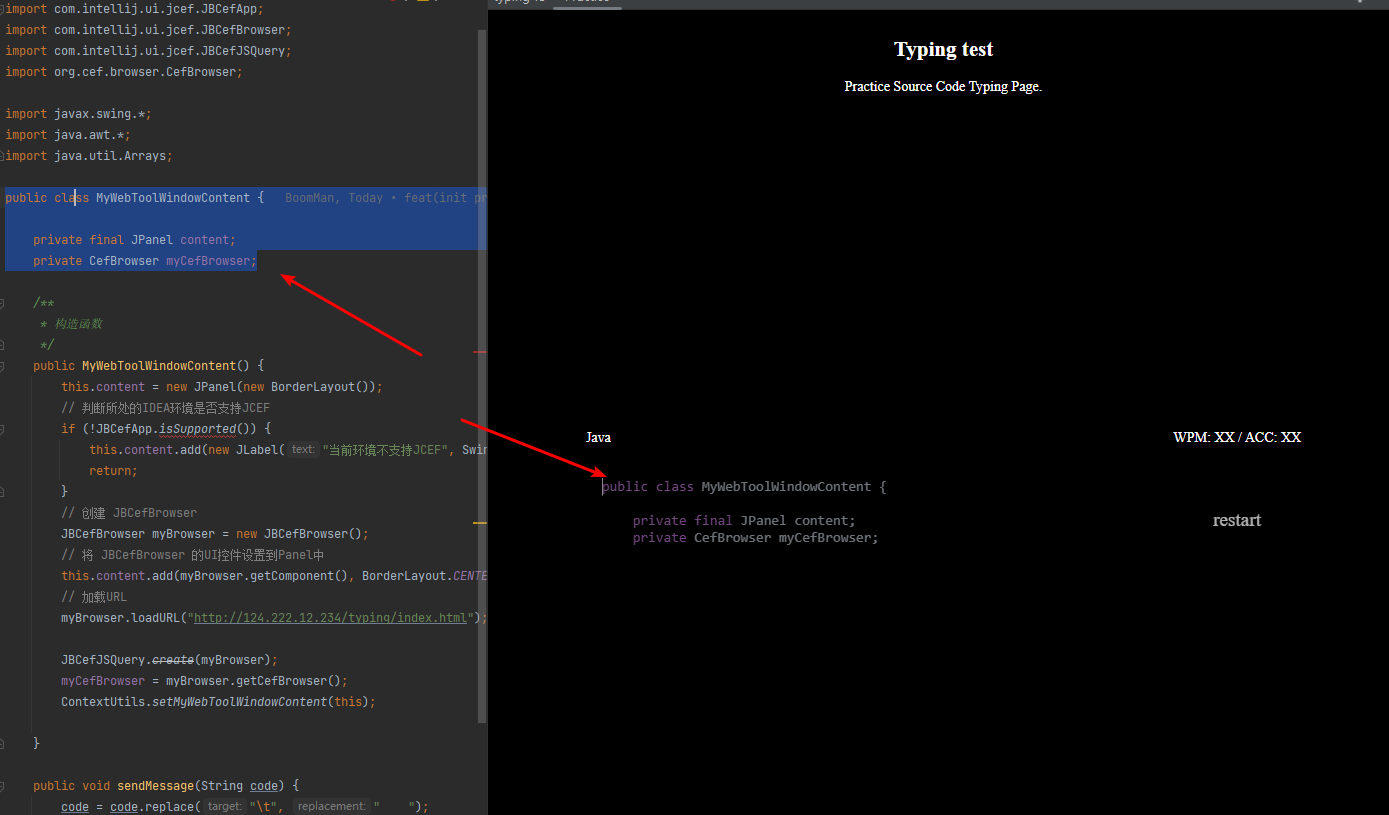 import com.intellij.ui.jcef.JBCefApp;
import com.intellij.ui.jcef.JBCefBrowser;
import com.intellij.ui.jcef.JBCefJSQuery;
import org.cef.browser.CefBrowser;
import javax.swing.*;
import java.awt.*;
import java.util.Arrays;
public class MyWebToolWindowContent { BoomMan, Today • feat(init pr
private final JPanel content;
private CefBrowser myCefBrowser;
/**
* 构造函数
*/
public MyWebToolWindowContent() {
this.content = new JPanel(new BorderLayout());
// 判断所处的IDEA环境是否支持JCEF
if (!JBCefApp.isSupported()) {
this.content.add(new JLabel( text: "当前环境不支持JCEF", Swin
return;
}
// 创建 JBCefBrowser
JBCefBrowser myBrowser = new JBCefBrowser();
// 将 JBCefBrowser 的UI控件设置到Panel中
this.content.add(myBrowser.getComponent(), BorderLayout.CENTE
// 加载URL
myBrowser.loadURL("http://124.222.12.234/typing/index.html");
JBCefJSQuery.create(myBrowser);
myCefBrowser = myBrowser.getCefBrowser();
ContextUtils.setMyWebToolWindowContent(this);
}
public void sendMessage(String code) {
code = code.replace( target: "\t", replacement: "    ");
Typing test
Practice Source Code Typing Page.
Java
WPM: XX / ACC: XX
public class MyWebToolWindowContent {
private final JPanel content;
private CefBrowser myCefBrowser;
restart